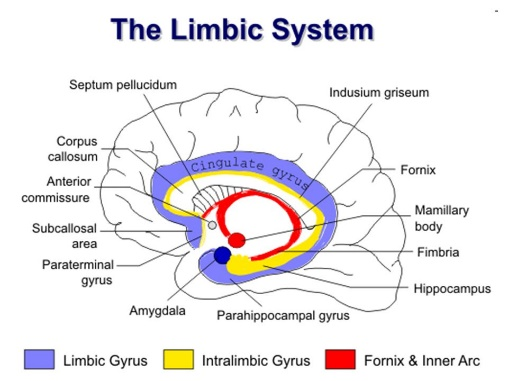 The Limbic System
Septum pellucidum
Indusium griseum
Corpus
callosum
Cingulate gyrus
Fornix
Anterior
commissure
Mamillary
body
Subcallosal
area
Fimbria
Paraterminal
gyrus
Hippocampus
Amygdala
Parahippocampal gyrus
Limbic Gyrus
Intralimbic Gyrus
Fornix & Inner Arc